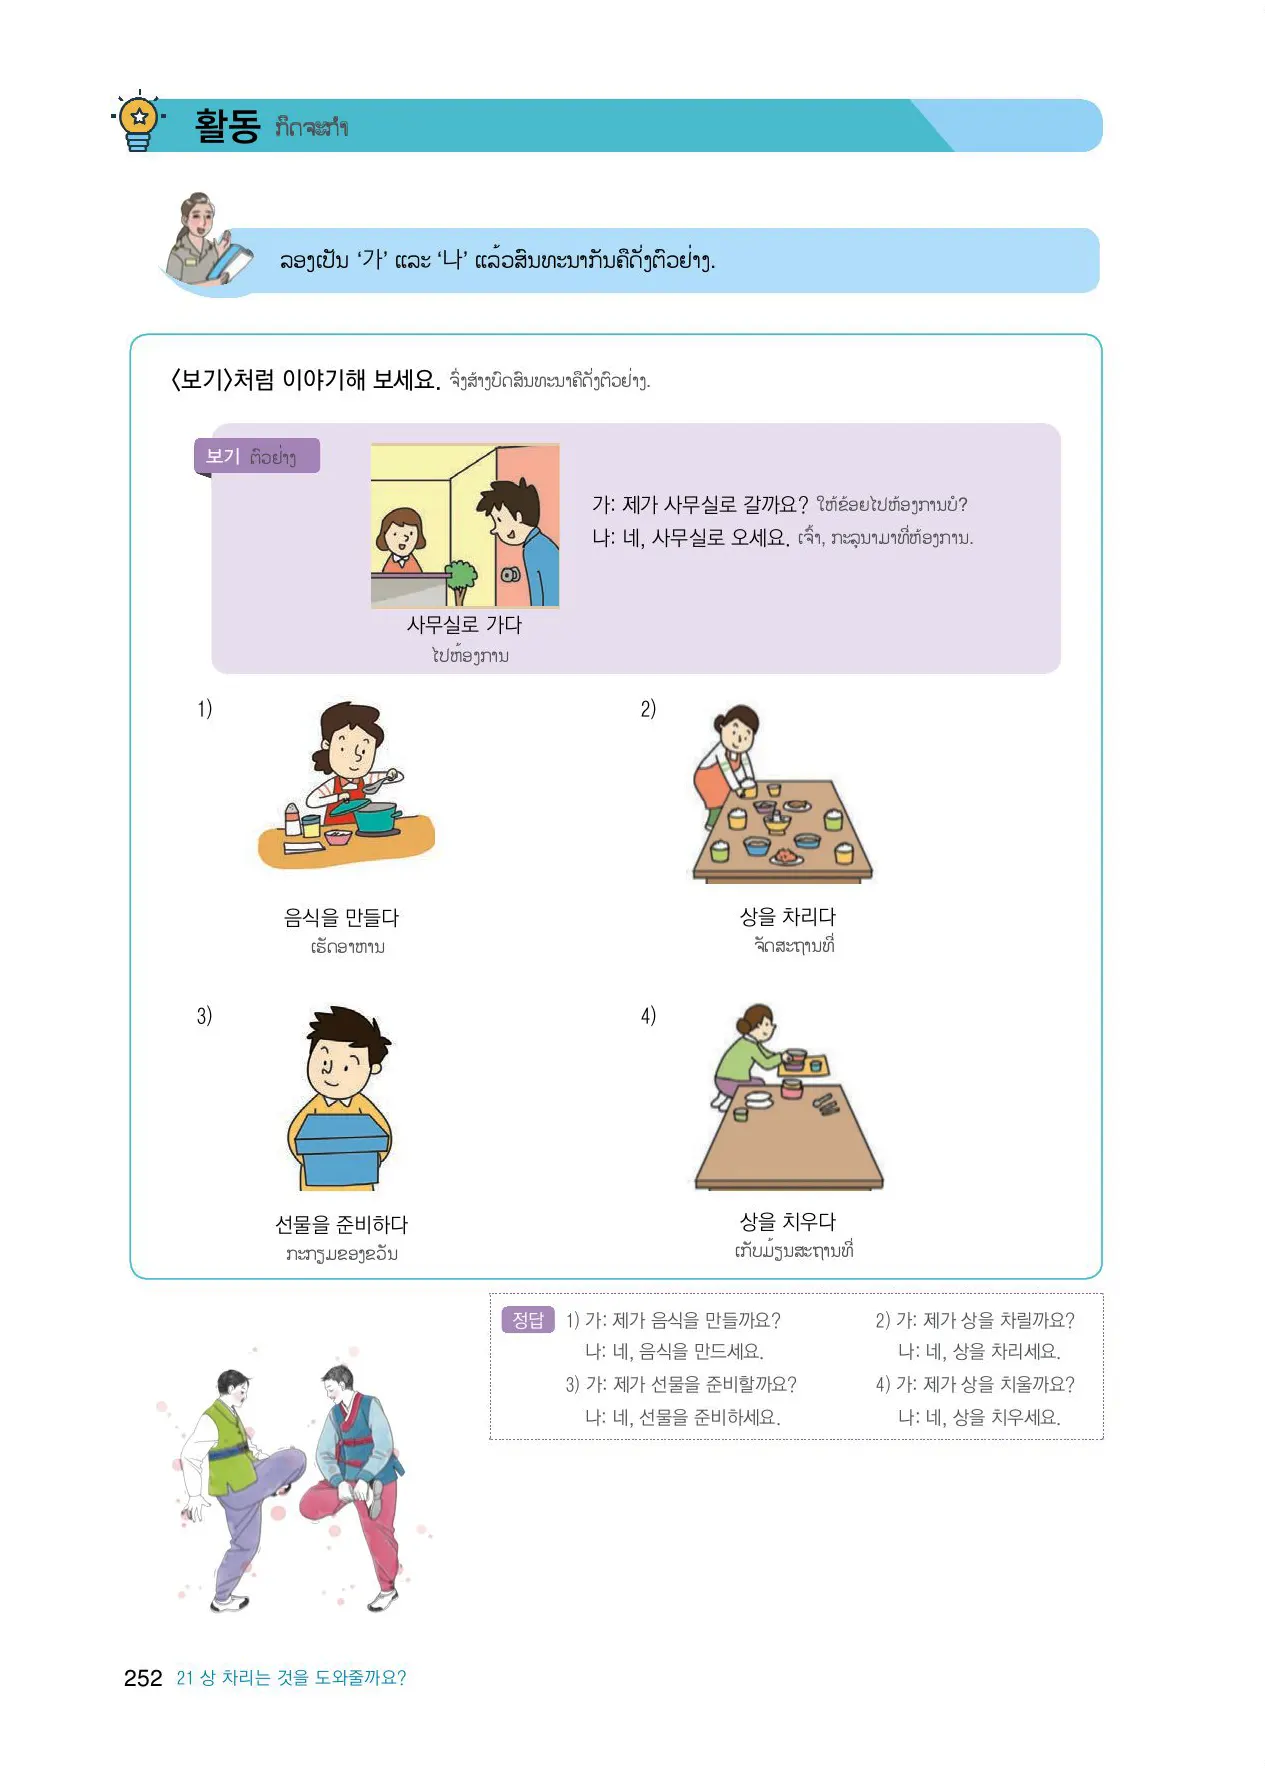 활동 ກິດຈະກຳ
ລອງເປັນ ‘가’ ແລະ ‘나’ ແລ້ວສົນທະນາກັນຄືດັ່ງຕົວຢ່າງ.
<보기>처럼 이야기해 보세요. ຈົ່ງສ້າງບົດສົນທະນາຄືດັ່ງຕົວຢ່າງ.
보기 ຕົວຢ່າງ
가: 제가 사무실로 갈까요? ໃຫ້ຂ້ອຍໄປຫ້ອງການບໍ?
나: 네, 사무실로 오세요. ເຈົ້າ, ກະລຸນາມາທີ່ຫ້ອງການ.
사무실로 가다
ໄປຫ້ອງການ
1)
음식을 만들다
ເຮັດອາຫານ
2)
상을 차리다
ຈັດສະຖານທີ່
3)
선물을 준비하다
ກະກຽມຂອງຂວັນ
4)
상을 치우다
ເກັບມ້ຽນສະຖານທີ່
정답
1) 가: 제가 음식을 만들까요?
나: 네, 음식을 만드세요.
2) 가: 제가 상을 차릴까요?
나: 네, 상을 차리세요.
3) 가: 제가 선물을 준비할까요?
나: 네, 선물을 준비하세요.
4) 가: 제가 상을 치울까요?
나: 네, 상을 치우세요.
252 21 상 차리는 것을 도와줄까요?